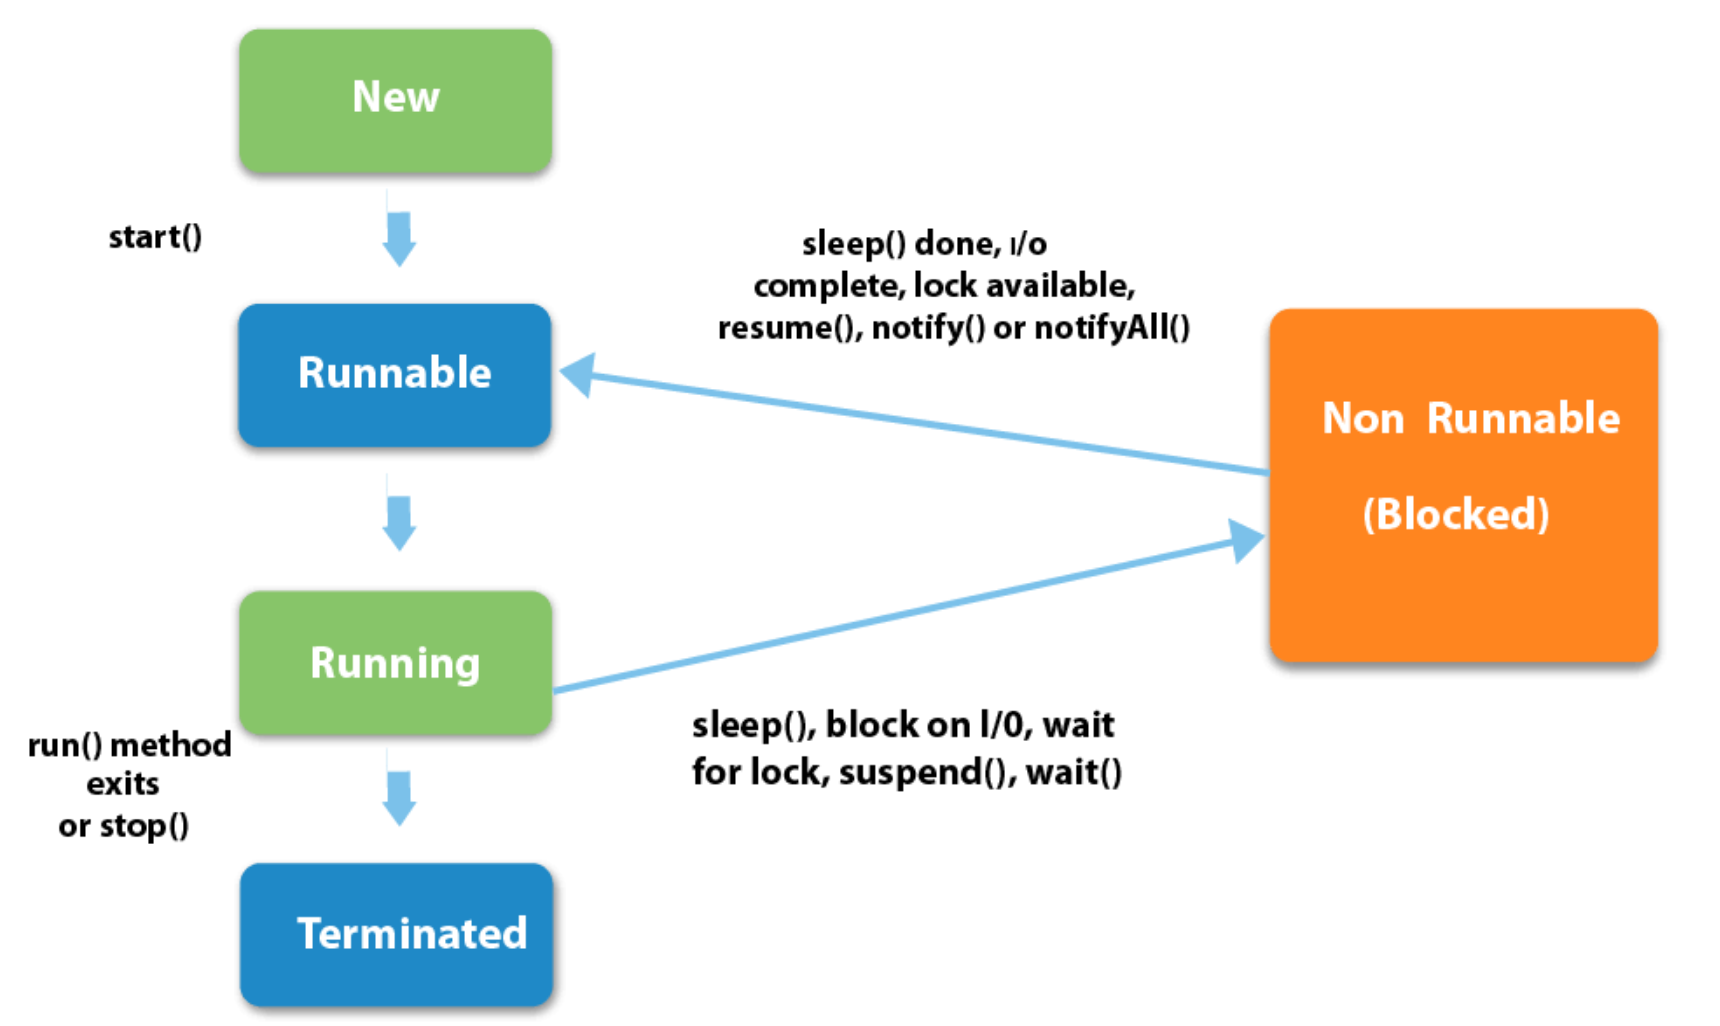 New
start()
sleep() done, I/o
complete, lock available,
resume(), notify() or notifyAll()
Runnable
Non Runnable
(Blocked)
Running
run() method
exits
or stop()
sleep(), block on I/0, wait
for lock, suspend(), wait()
Terminated